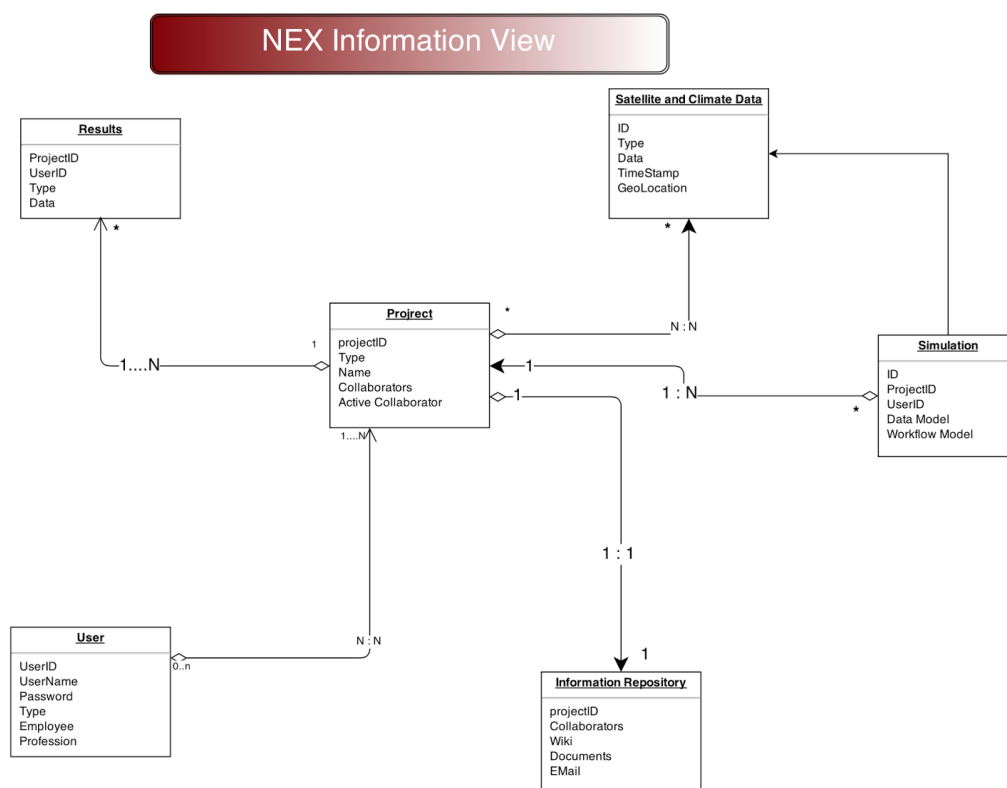 NEX Information View
Satellite and Climate Data
ID
Type
Data
TimeStamp
GeoLocation
*
Results
ProjectID
UserID
Type
Data
*
Projrect
projectID
Type
Name
Collaborators
Active Collaborator
*
N : N
1
1....N
1
1 : N
*
1
1....N
Simulation
ID
ProjectID
UserID
Data Model
Workflow Model
1 : 1
1
N : N
0..n
User
UserID
UserName
Password
Type
Employee
Profession
Information Repository
projectID
Collaborators
Wiki
Documents
EMail